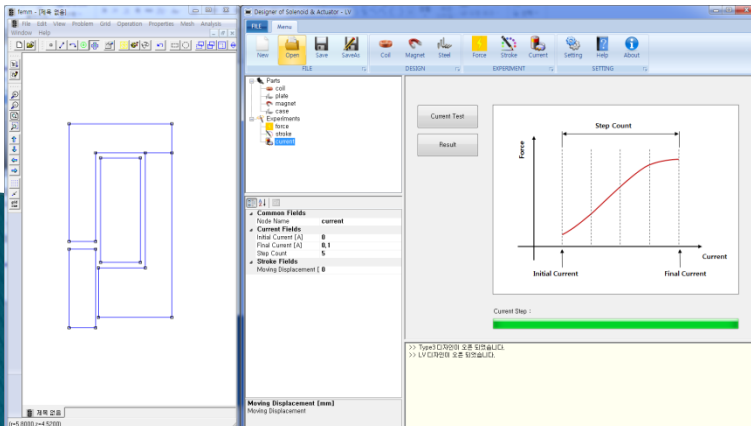 femm - [제목 없음]
File Edit View Problem Grid Operation Properties Mesh Analysis
Window Help
제목 없음
(r=5.8000,z=4.5200)
Designer of Solenoid & Actuator - LV
FILE Menu
New Open Save SaveAs Coil Magnet Steel Force Stroke Current Setting Help About
FILE DESIGN EXPERIMENT SETTING
Parts
coil
plate
magnet
case
Experiments
force
stroke
current
Common Fields
Node Name current
Current Fields
Initial Current [A] 0
Final Current [A] 0,1
Step Count 5
Stroke Fields
Moving Displacement [ 0
Moving Displacement [mm]
Moving Displacement
Current Test
Result
Step Count
Force
Current
Initial Current Final Current
Current Step :
>> Type3 디자인이 오픈 되었습니다.
>> LV 디자인이 오픈 되었습니다.